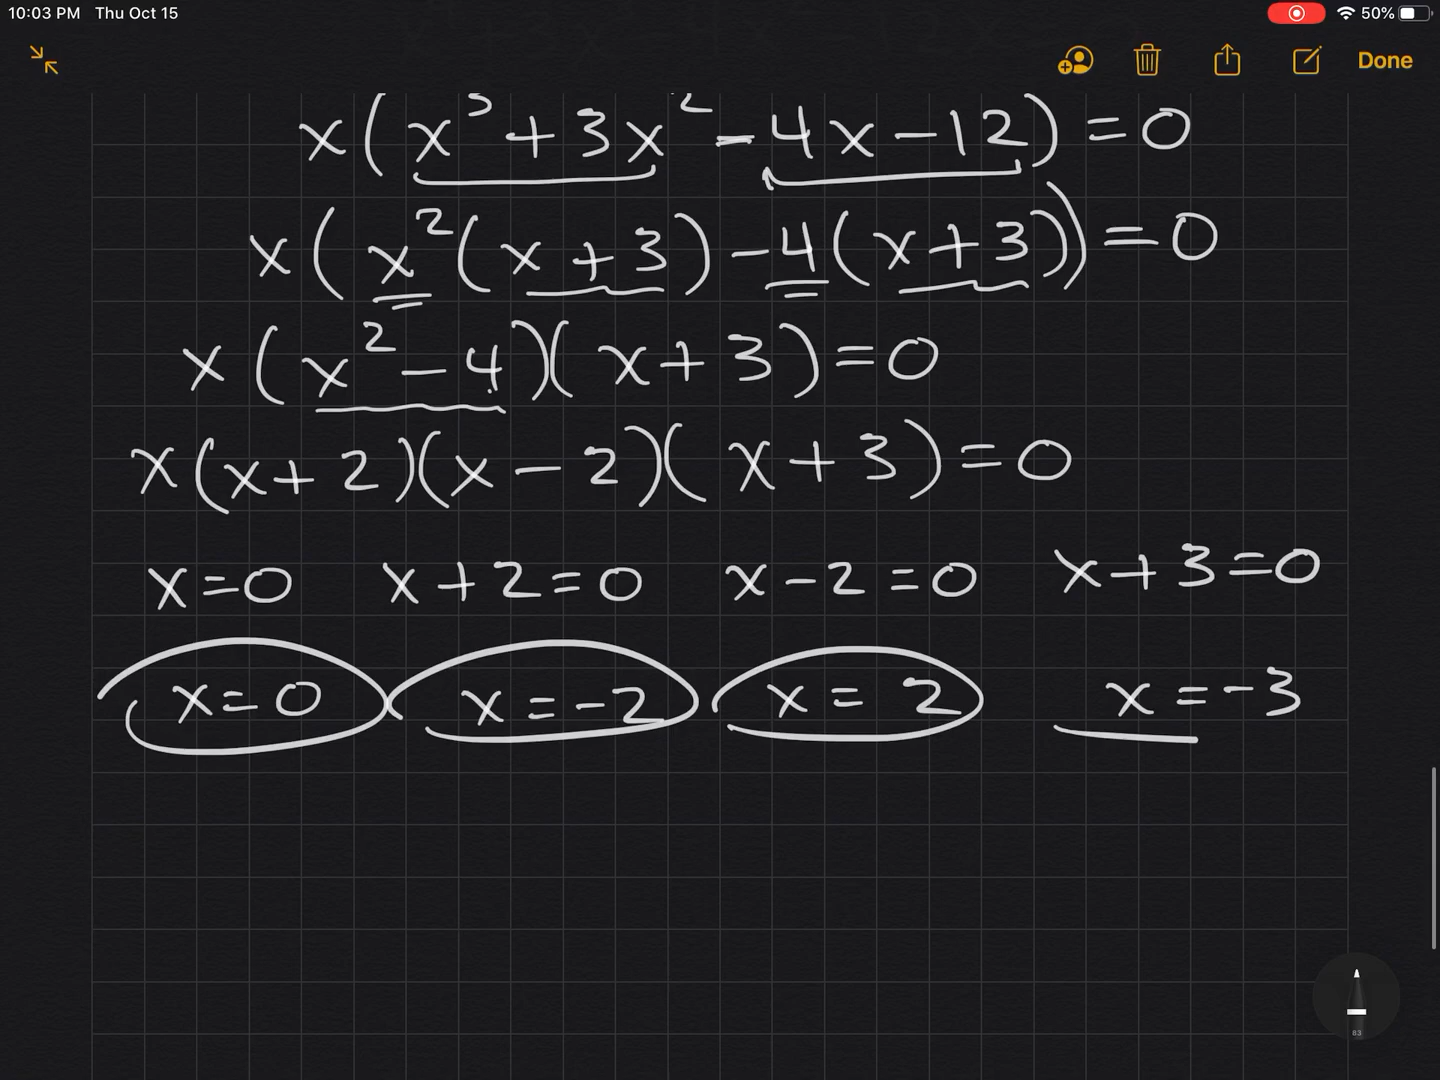 10:03 PM Thu Oct 15 50%
Done
x(x³+3x²-4x-12)=0
x(x²(x+3)-4(x+3))=0
x(x²-4)(x+3)=0
x(x+2)(x-2)(x+3)=0
x=0 x+2=0 x-2=0 x+3=0
x=0 x=-2 x=2 x=-3
83